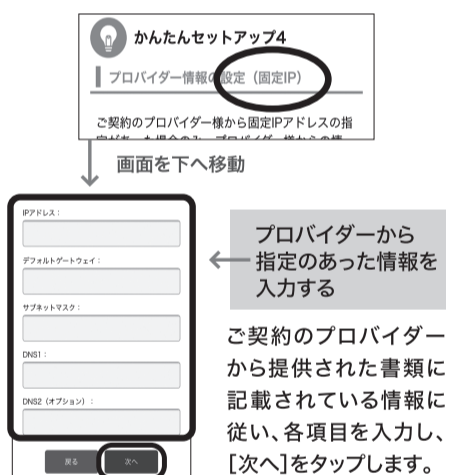 かんたんセットアップ4
プロバイダー情報の設定（固定IP）
ご契約のプロバイダー様から固定IPアドレスの指
画面を下へ移動
IPアドレス：
デフォルトゲートウェイ：
サブネットマスク：
DNS1：
DNS2（オプション）：
戻る
次へ
プロバイダーから
指定のあった情報を
入力する
ご契約のプロバイダー
から提供された書類に
記載されている情報に
従い、各項目を入力し、
［次へ］をタップします。